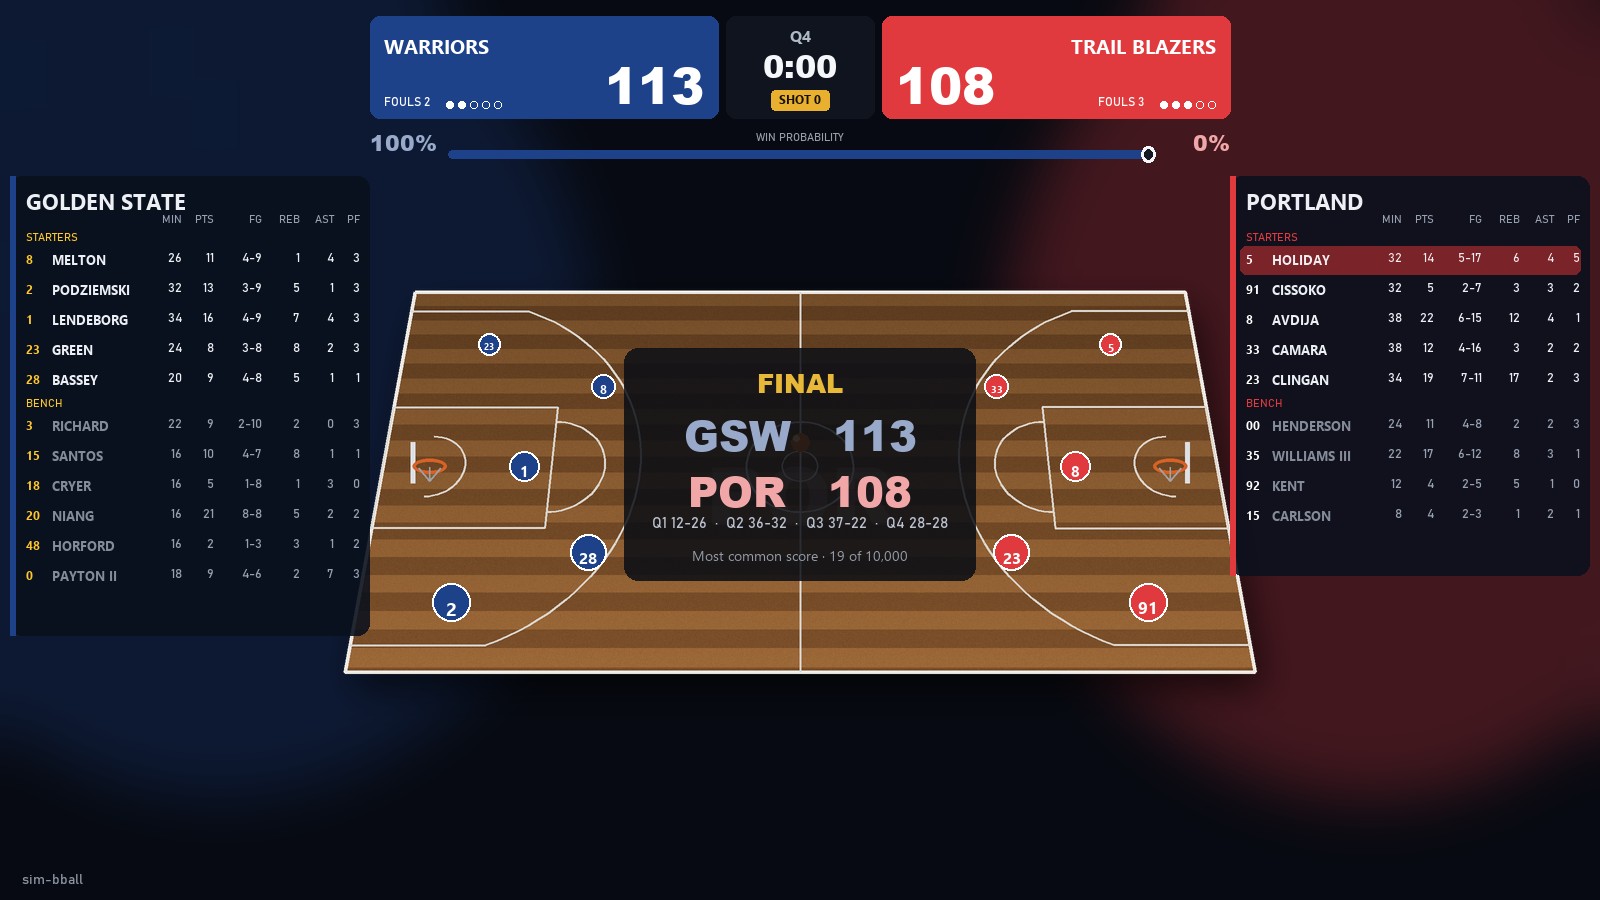 WARRIORS
113
FOULS 2
Q4
0:00
SHOT 0
TRAIL BLAZERS
108
FOULS 3
100%
WIN PROBABILITY
0%
GOLDEN STATE
MIN PTS FG REB AST PF
STARTERS
8 MELTON 26 11 4-9 1 4 3
2 PODZIEMSKI 32 13 3-9 5 1 3
1 LENDEBORG 34 16 4-9 7 4 3
23 GREEN 24 8 3-8 8 2 3
28 BASSEY 20 9 4-8 5 1 1
BENCH
3 RICHARD 22 9 2-10 2 0 3
15 SANTOS 16 10 4-7 8 1 1
18 CRYER 16 5 1-8 1 3 0
20 NIANG 16 21 8-8 5 2 2
48 HORFORD 16 2 1-3 3 1 2
0 PAYTON II 18 9 4-6 2 7 3
23
8
1
28
2
FINAL
GSW 113
POR 108
Q1 12-26 · Q2 36-32 · Q3 37-22 · Q4 28-28
Most common score · 19 of 10,000
5
33
8
23
91
PORTLAND
MIN PTS FG REB AST PF
STARTERS
5 HOLIDAY 32 14 5-17 6 4 5
91 CISSOKO 32 5 2-7 3 3 2
8 AVDIJA 38 22 6-15 12 4 1
33 CAMARA 38 12 4-16 3 2 2
23 CLINGAN 34 19 7-11 17 2 3
BENCH
00 HENDERSON 24 11 4-8 2 2 3
35 WILLIAMS III 22 17 6-12 8 3 1
92 KENT 12 4 2-5 5 1 0
15 CARLSON 8 4 2-3 1 2 1
sim-bball